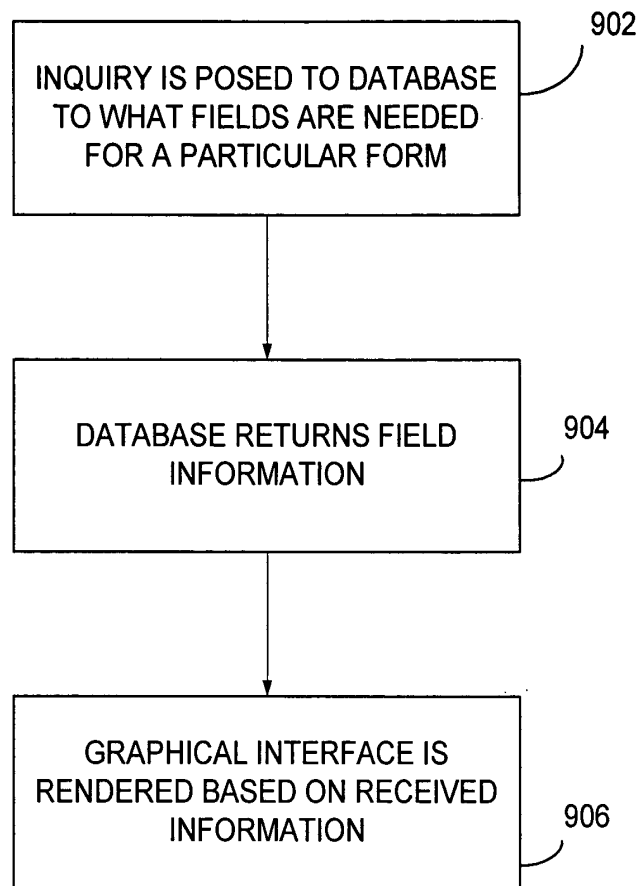 902
INQUIRY IS POSED TO DATABASE
TO WHAT FIELDS ARE NEEDED
FOR A PARTICULAR FORM
904
DATABASE RETURNS FIELD
INFORMATION
GRAPHICAL INTERFACE IS
RENDERED BASED ON RECEIVED
INFORMATION
906